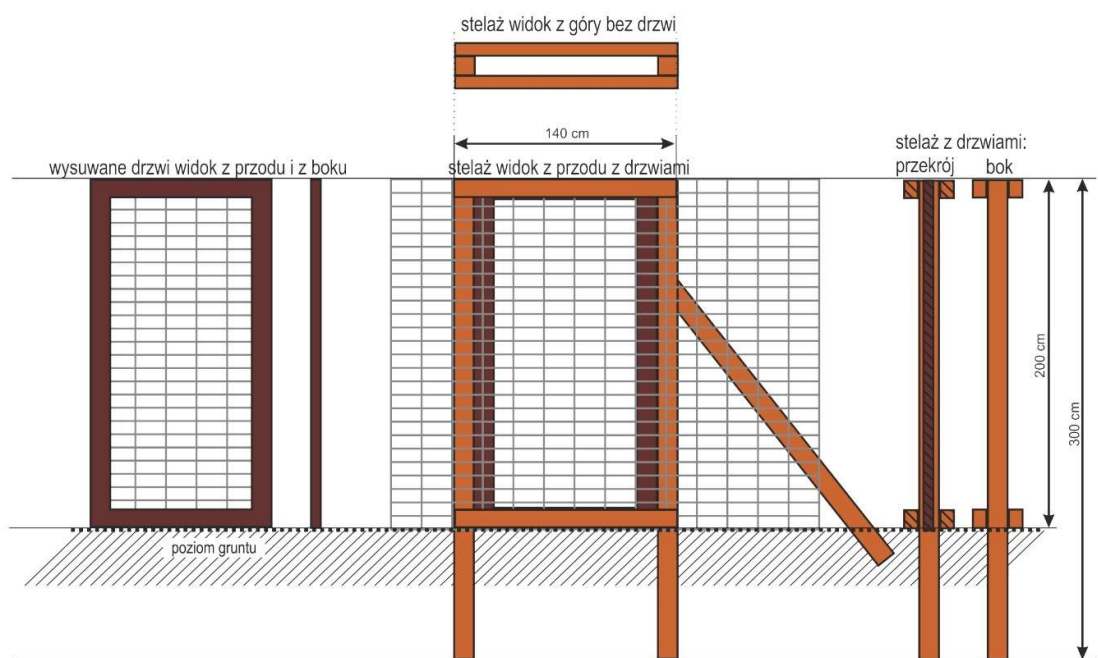 stelaż widok z góry bez drzwi
140 cm
wysuwane drzwi widok z przodu i z boku
stelaż widok z przodu z drzwiami
stelaż z drzwiami:
przekrój bok
200 cm
300 cm
poziom gruntu